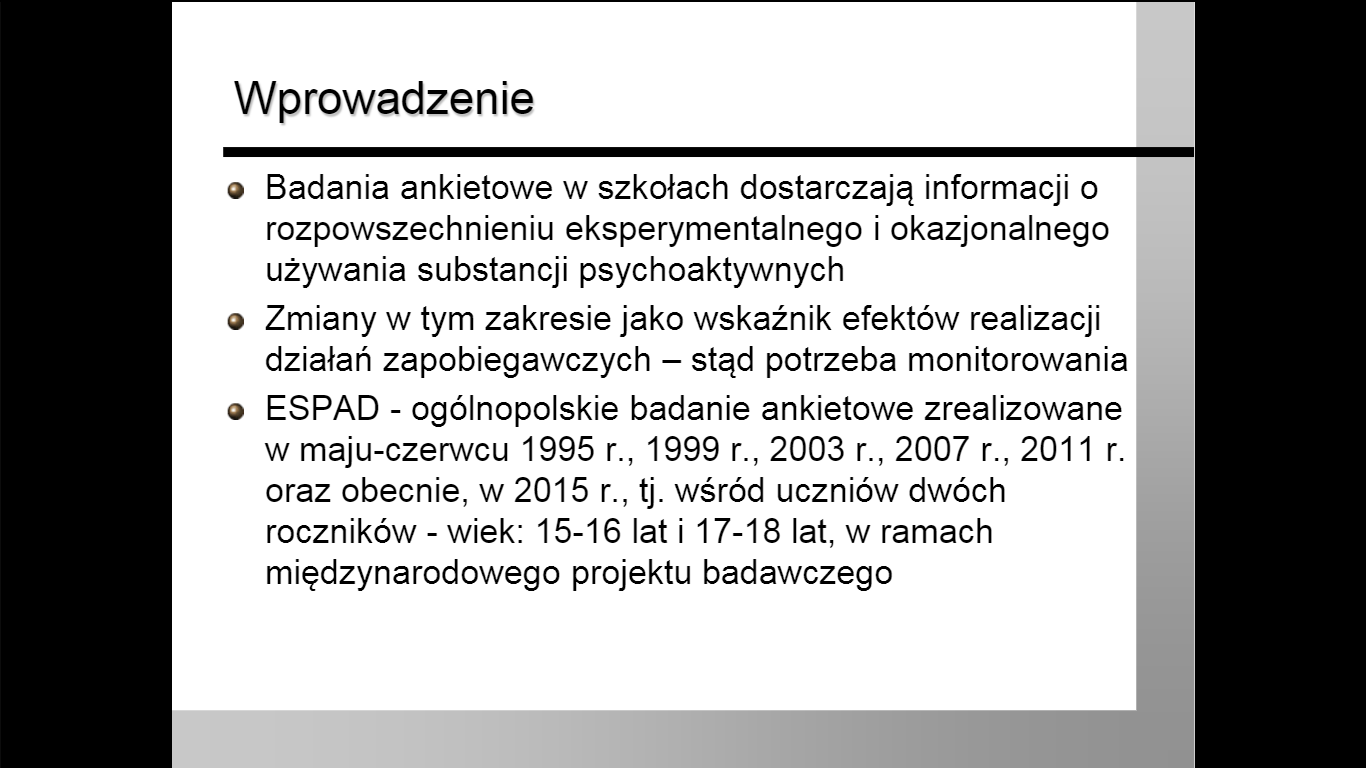 Wprowadzenie
Badania ankietowe w szkołach dostarczają informacji o
rozpowszechnieniu eksperymentalnego i okazjonalnego
używania substancji psychoaktywnych
Zmiany w tym zakresie jako wskaźnik efektów realizacji
działań zapobiegawczych – stąd potrzeba monitorowania
ESPAD - ogólnopolskie badanie ankietowe zrealizowane
w maju-czerwcu 1995 r., 1999 r., 2003 r., 2007 r., 2011 r.
oraz obecnie, w 2015 r., tj. wśród uczniów dwóch
roczników - wiek: 15-16 lat i 17-18 lat, w ramach
międzynarodowego projektu badawczego